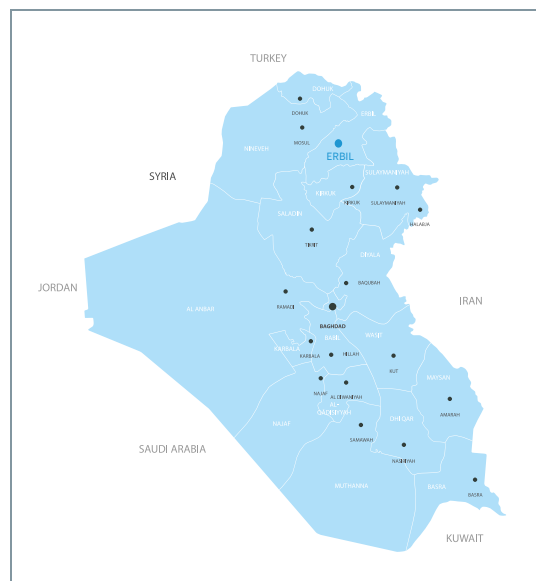 TURKEY
DOHUK
DOHUK
ERBIL
MOSUL
NINEVEH
ERBIL
SULAYMANIYAH
SYRIA
KIRKUK
KIRKUK
SULAYMANIYAH
SALADIN
HALABJA
TIKRIT
DIYALA
BAQUBAH
JORDAN
IRAN
RAMADI
AL ANBAR
BAGHDAD
BABIL
WASIT
KARBALA
KARBALA
HILLAH
KUT
MAYSAN
NAJAF
AL DIWANIYAH
AL-
QADISIYYAH
AMARAH
DHI QAR
NAJAF
SAMAWAH
NASIRIYAH
SAUDI ARABIA
MUTHANNA
BASRA
BASRA
KUWAIT